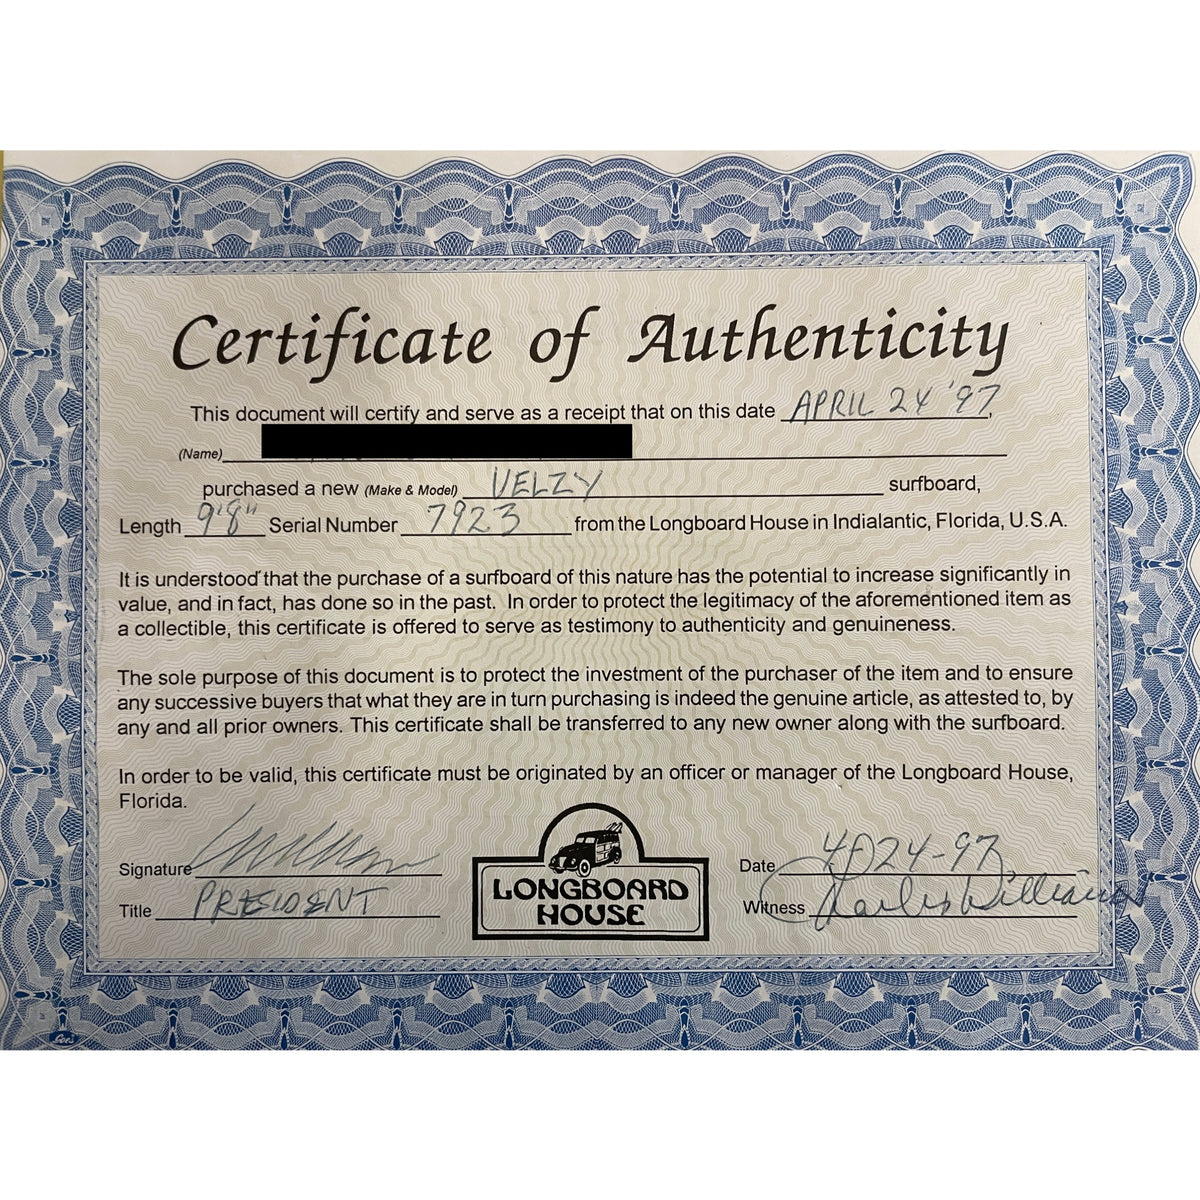 Certificate of Authenticity
This document will certify and serve as a receipt that on this date APRIL 24 '97,
(Name)
purchased a new (Make & Model) VELZY surfboard,
Length 9'8" Serial Number 7923 from the Longboard House in Indialantic, Florida, U.S.A.
It is understood that the purchase of a surfboard of this nature has the potential to increase significantly in
value, and in fact, has done so in the past. In order to protect the legitimacy of the aforementioned item as
a collectible, this certificate is offered to serve as testimony to authenticity and genuineness.
The sole purpose of this document is to protect the investment of the purchaser of the item and to ensure
any successive buyers that what they are in turn purchasing is indeed the genuine article, as attested to, by
any and all prior owners. This certificate shall be transferred to any new owner along with the surfboard.
In order to be valid, this certificate must be originated by an officer or manager of the Longboard House,
Florida.
Signature
Title PRESIDENT
LONGBOARD
HOUSE
Date 4-24-97
Witness Charles Williams